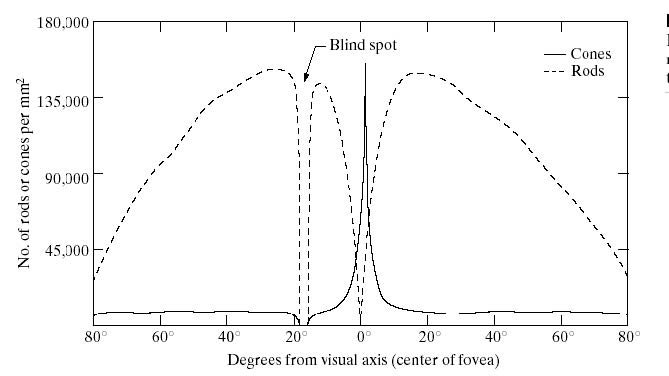 180,000
135,000
90,000
45,000
No. of rods or cones per mm²
Blind spot
Cones
Rods
80° 60° 40° 20° 0° 20° 40° 60° 80°
Degrees from visual axis (center of fovea)